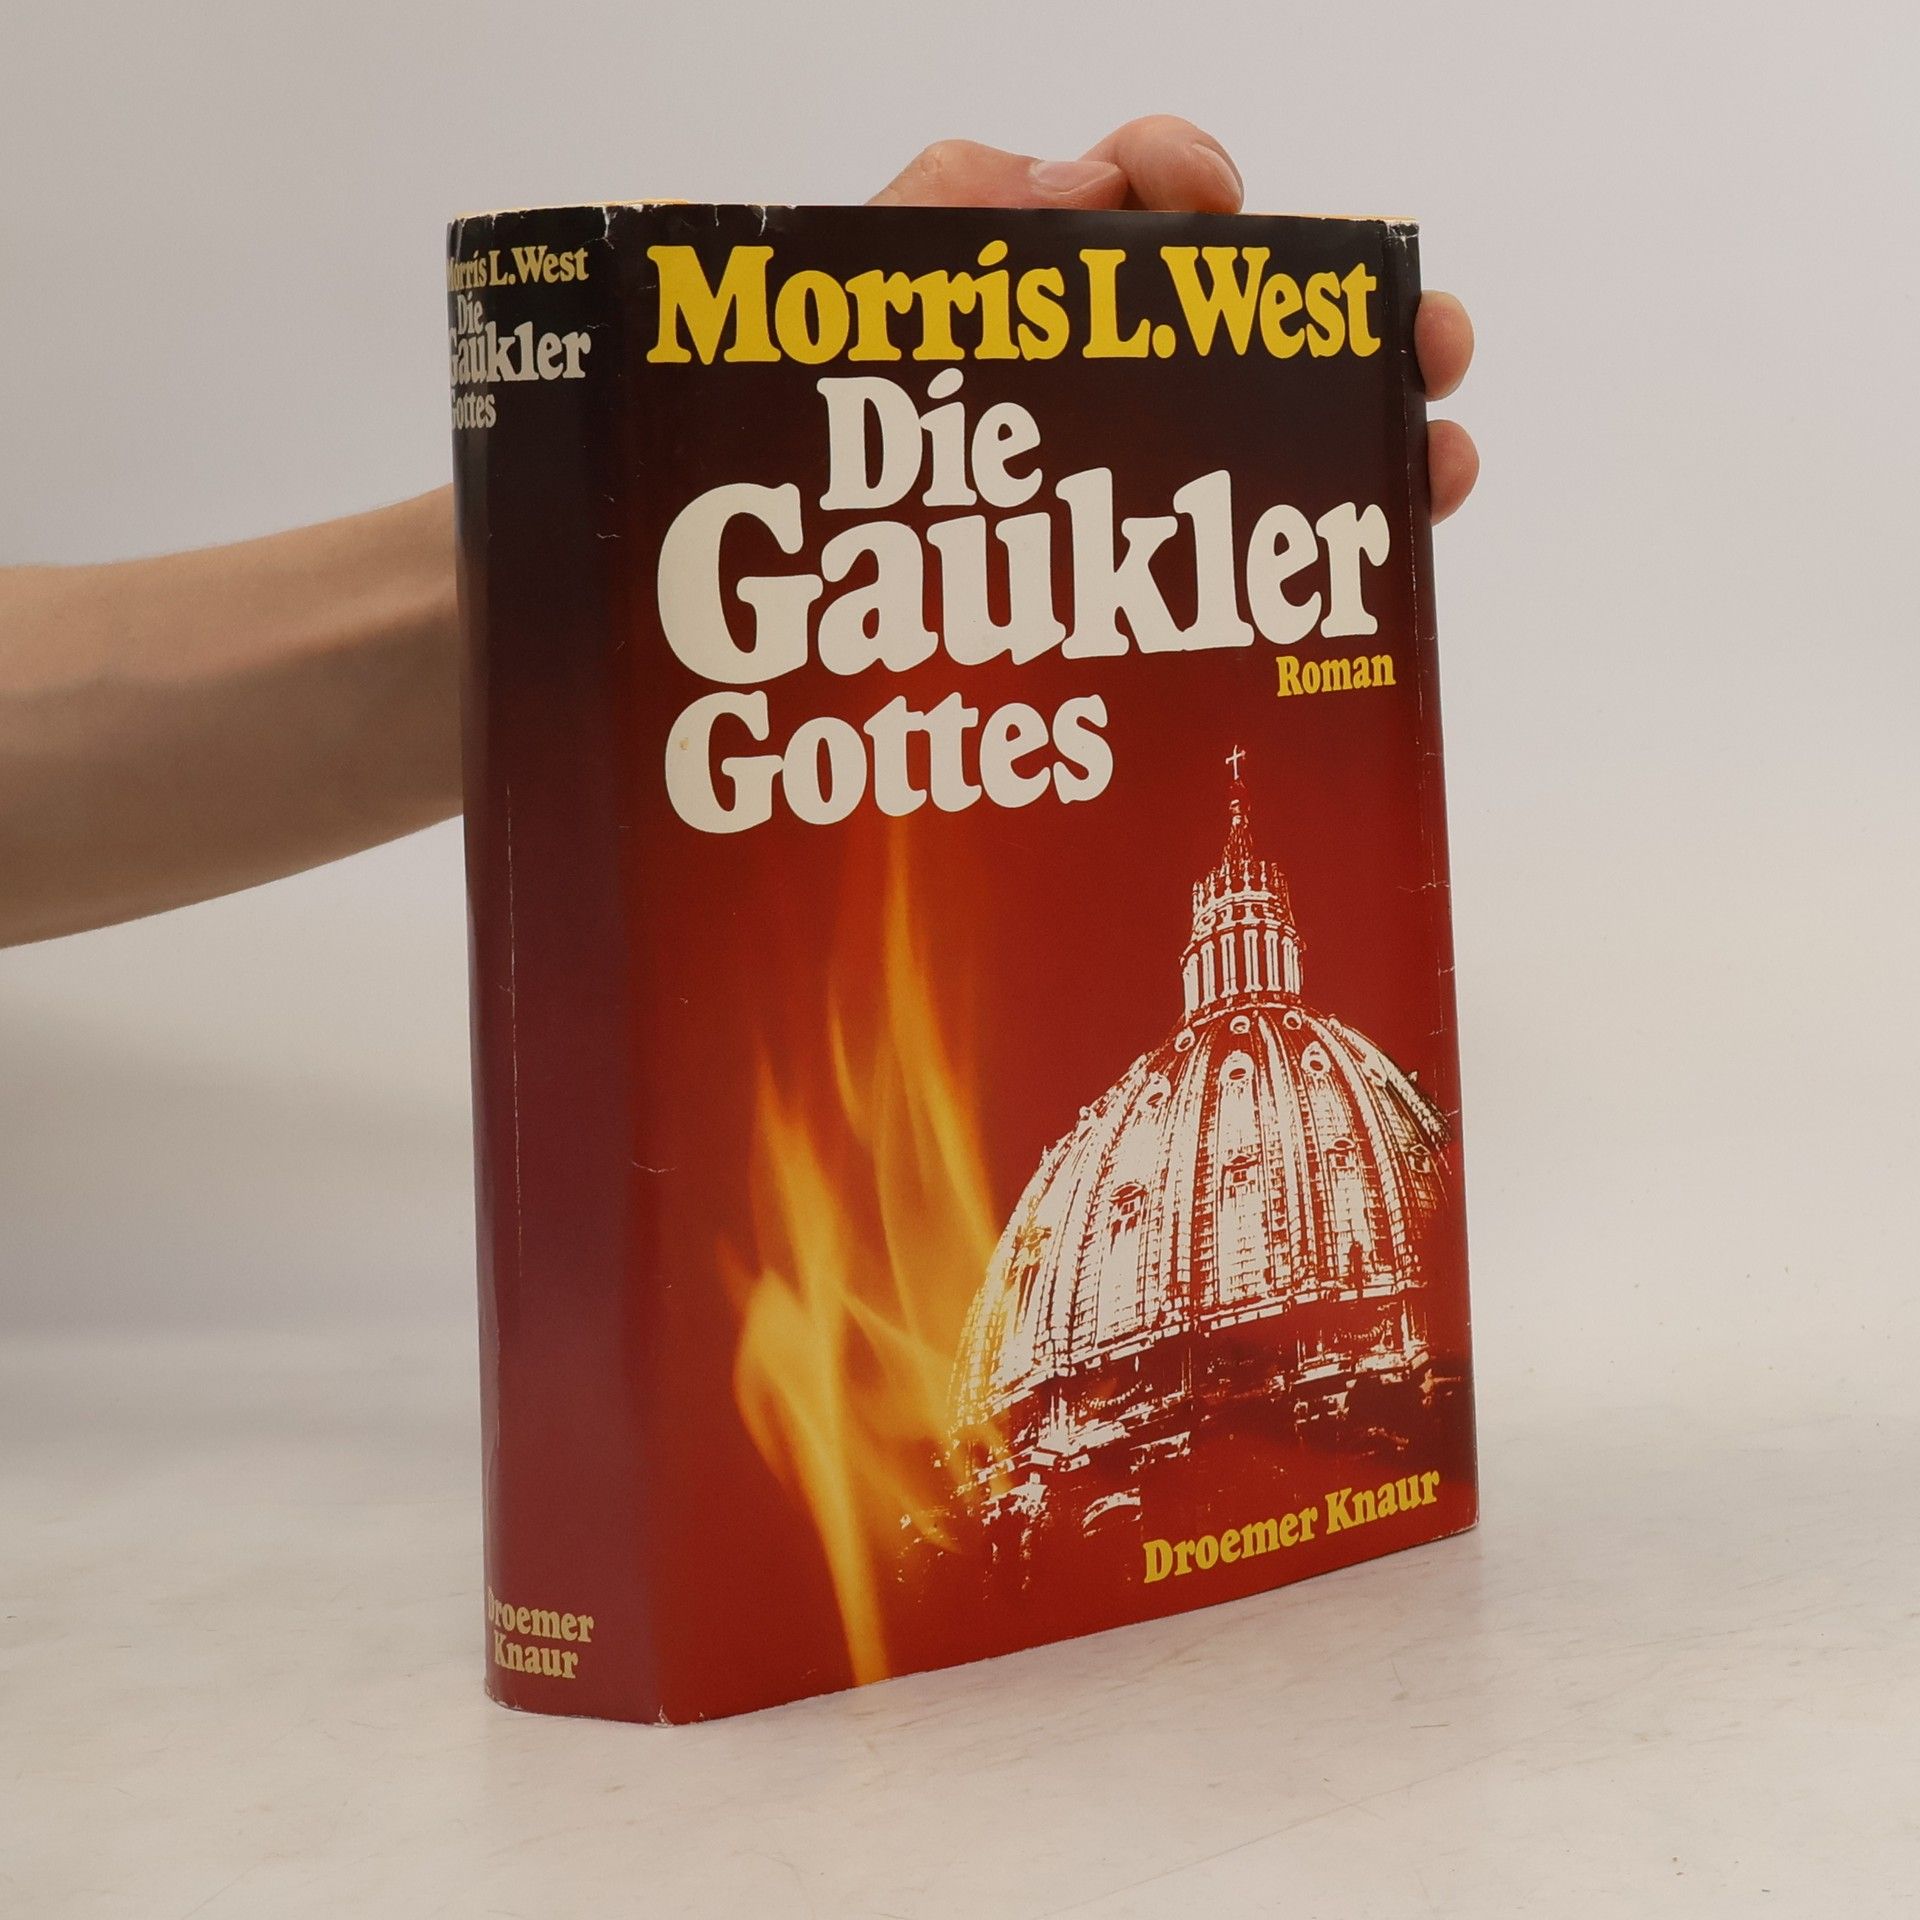 Morris L. West
Die
Gaukler
Gottes
Droemer
Knaur
Morris L. West
Die
Gaukler
Roman
Gottes
Droemer Knaur